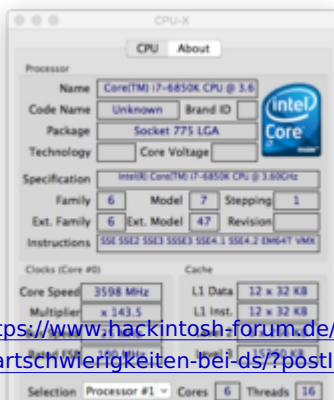 CPU-X
CPU About
Processor
Name Core(TM) i7-6850K CPU @ 3.6
Code Name Unknown Brand ID
Package Socket 775 LGA
Technology Core Voltage
(intel)
Core
i7
Specification Intel(R) Core(TM) i7-6850K CPU @ 3.60GHz
Family 6 Model 7 Stepping 1
Ext. Family 6 Ext. Model 47 Revision
Instructions SSE SSE2 SSE3 SSSE3 SSE4.1 SSE4.2 EM64T VMX
Clocks (Core #0) Cache
Core Speed 3598 MHz L1 Data 12 x 32 KB
Multiplier x 143.5 L1 Inst. 12 x 32 KB
tps://www.hackintosh-forum.de/
artschwierigkeiten-bei-ds/?postI
Selection Processor #1 Cores 6 Threads 16